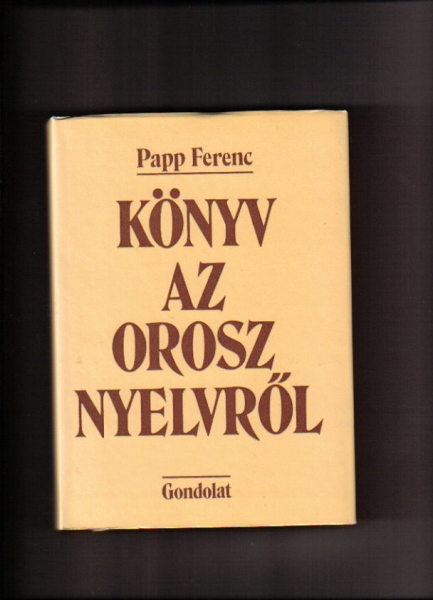 Papp Ferenc
KÖNYV
AZ
OROSZ
NYELVRŐL
Gondolat